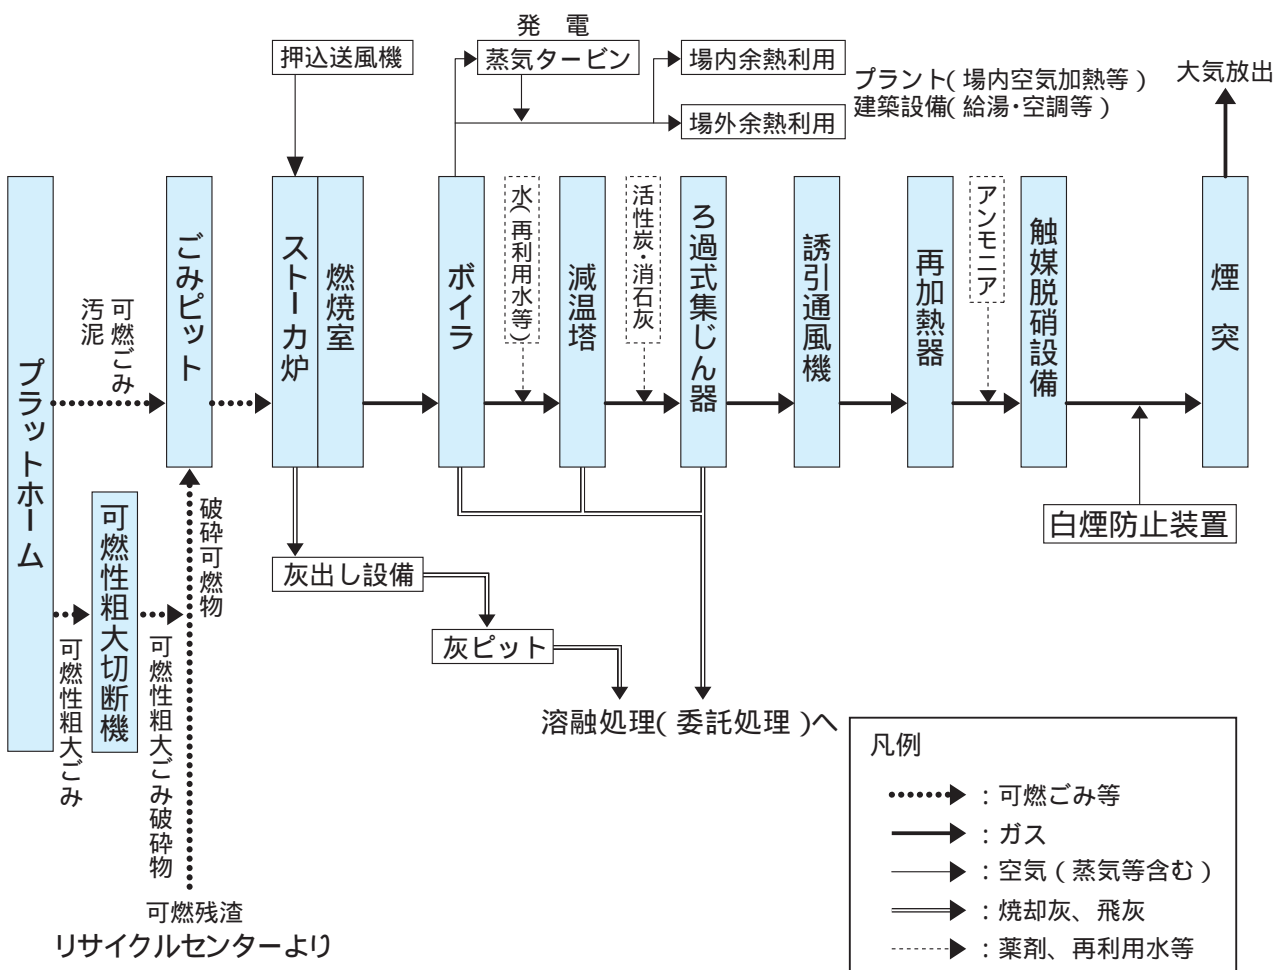 発　電
押込送風機
蒸気タービン
場内余熱利用
場外余熱利用
プラント(場内空気加熱等)
建築設備(給湯・空調等)
大気放出
プラットホーム
可燃ごみ
汚泥
ごみピット
ストーカ炉
燃焼室
ボイラ
水(再利用水等)
減温塔
活性炭・消石灰
ろ過式集じん器
誘引通風機
再加熱器
アンモニア
触媒脱硝設備
煙　突
白煙防止装置
可燃性粗大ごみ
可燃性粗大切断機
可燃性粗大ごみ破砕物
破砕可燃物
灰出し設備
灰ピット
溶融処理(委託処理)へ
可燃残渣
リサイクルセンターより
凡例
：可燃ごみ等
：ガス
：空気(蒸気等含む)
：焼却灰、飛灰
：薬剤、再利用水等